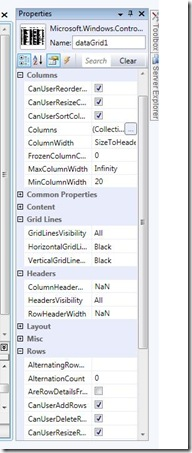 Properties
Microsoft.Windows.Contro...
Name: dataGrid1
Search Clear
Columns
CanUserReorder...
CanUserResizeC...
CanUserSortCol...
Columns (Collecti... ...
ColumnWidth SizeToHeade
FrozenColumnC... 0
MaxColumnWidth Infinity
MinColumnWidth 20
Common Properties
Content
Grid Lines
GridLinesVisibility All
HorizontalGridLi... Black
VerticalGridLine... Black
Headers
ColumnHeader... NaN
HeadersVisibility All
RowHeaderWidth NaN
Layout
Misc
Rows
AlternatingRow...
AlternationCount 0
AreRowDetailsFr...
CanUserAddRows
CanUserDeleteR...
CanUserResizeR...
Toolbox
Server Explorer